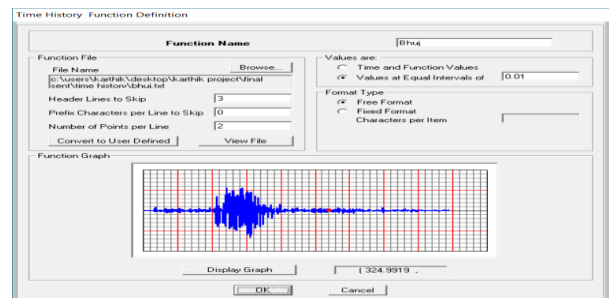 Time History Function Definition
Function Name
Bhuj
Function File
File Name
Browse...
c:\users\karthik\desktop\karthik project\final
sent\time history\bhuj.txt
Header Lines to Skip
3
Prefix Characters per Line to Skip
0
Number of Points per Line
2
Convert to User Defined
View File
Values are:
Time and Function Values
Values at Equal Intervals of
0.01
Format Type
Free Format
Fixed Format
Characters per Item
Function Graph
Display Graph
( 324.9919 ,
OK
Cancel